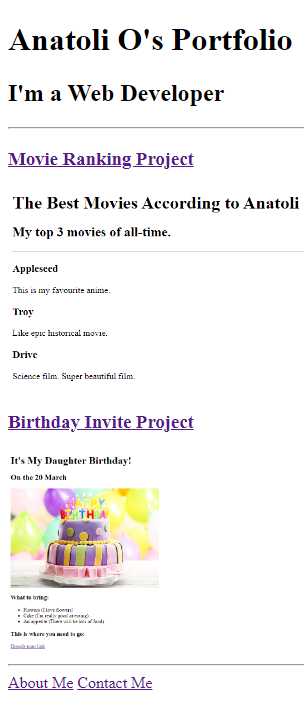 Anatoli O's Portfolio
I'm a Web Developer
Movie Ranking Project
The Best Movies According to Anatoli
My top 3 movies of all-time.
Appleseed
This is my favourite anime.
Troy
Like epic historical movie.
Drive
Science film. Super beautiful film.
Birthday Invite Project
It's My Daughter Birthday!
On the 20 March
HAPPY
BIRTHDAY
What to bring:
Flowers (I love flowers)
Cake (I'm really good at eating)
An appetite (There will be lots of food)
This is where you need to go:
Google map link
About Me Contact Me